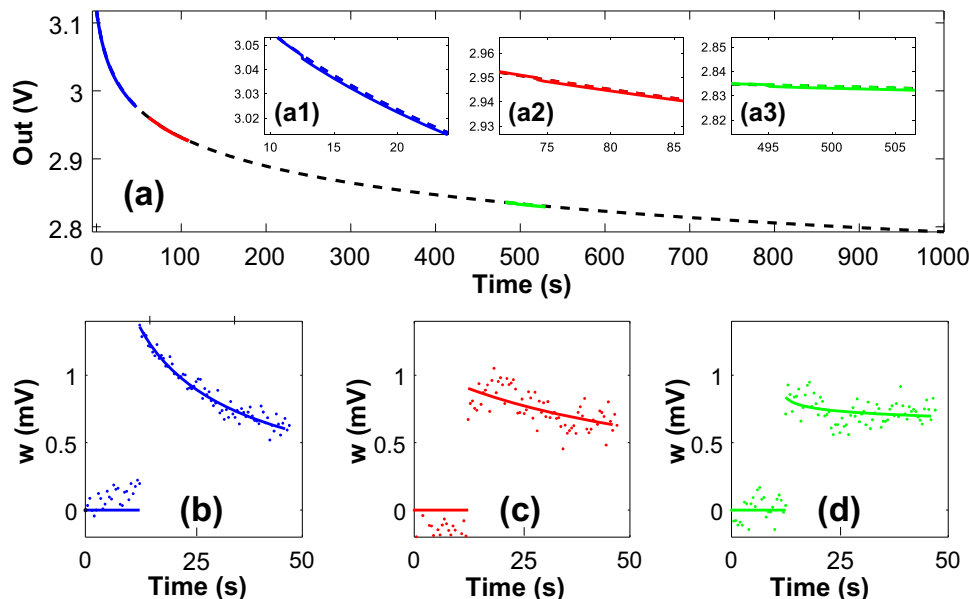 3.1
3
2.9
2.8
Out (V)
(a)
0 100 200 300 400 500 600 700 800 900 1000
Time (s)
3.05
3.04
3.03
3.02
(a1)
10 15 20
2.96
2.95
2.94
2.93
(a2)
75 80 85
2.85
2.84
2.83
2.82
(a3)
495 500 505
1
0.5
0
w (mV)
(b)
0 25 50
Time (s)
1
0.5
0
w (mV)
(c)
0 25 50
Time (s)
1
0.5
0
w (mV)
(d)
0 25 50
Time (s)